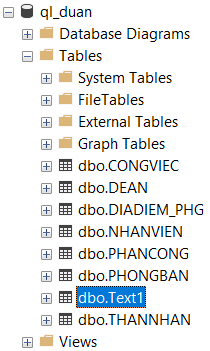 ql_duan
Database Diagrams
Tables
System Tables
FileTables
External Tables
Graph Tables
dbo.CONGVIEC
dbo.DEAN
dbo.DIADIEM_PHG
dbo.NHANVIEN
dbo.PHANCONG
dbo.PHONGBAN
dbo.Text1
dbo.THANNHAN
Views